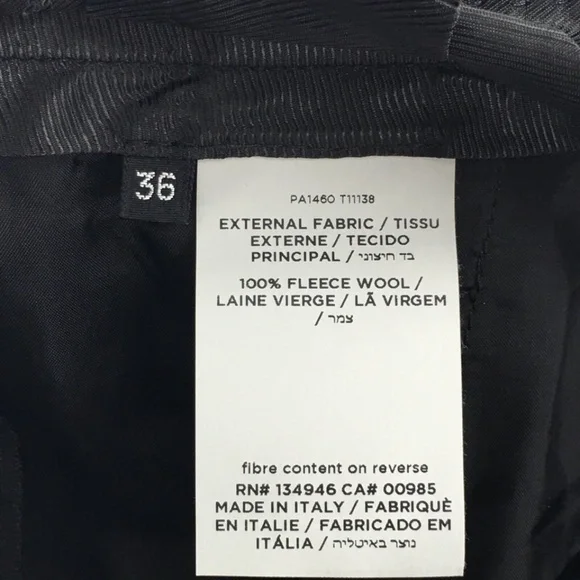 36
PA1460 T11138
EXTERNAL FABRIC / TISSU
EXTERNE / TECIDO
PRINCIPAL / בד חיצוני
100% FLEECE WOOL /
LAINE VIERGE / LÃ VIRGEM
/ צמר
fibre content on reverse
RN# 134946 CA# 00985
MADE IN ITALY / FABRIQUÈ
EN ITALIE / FABRICADO EM
ITÁLIA / נוצר באיטליה